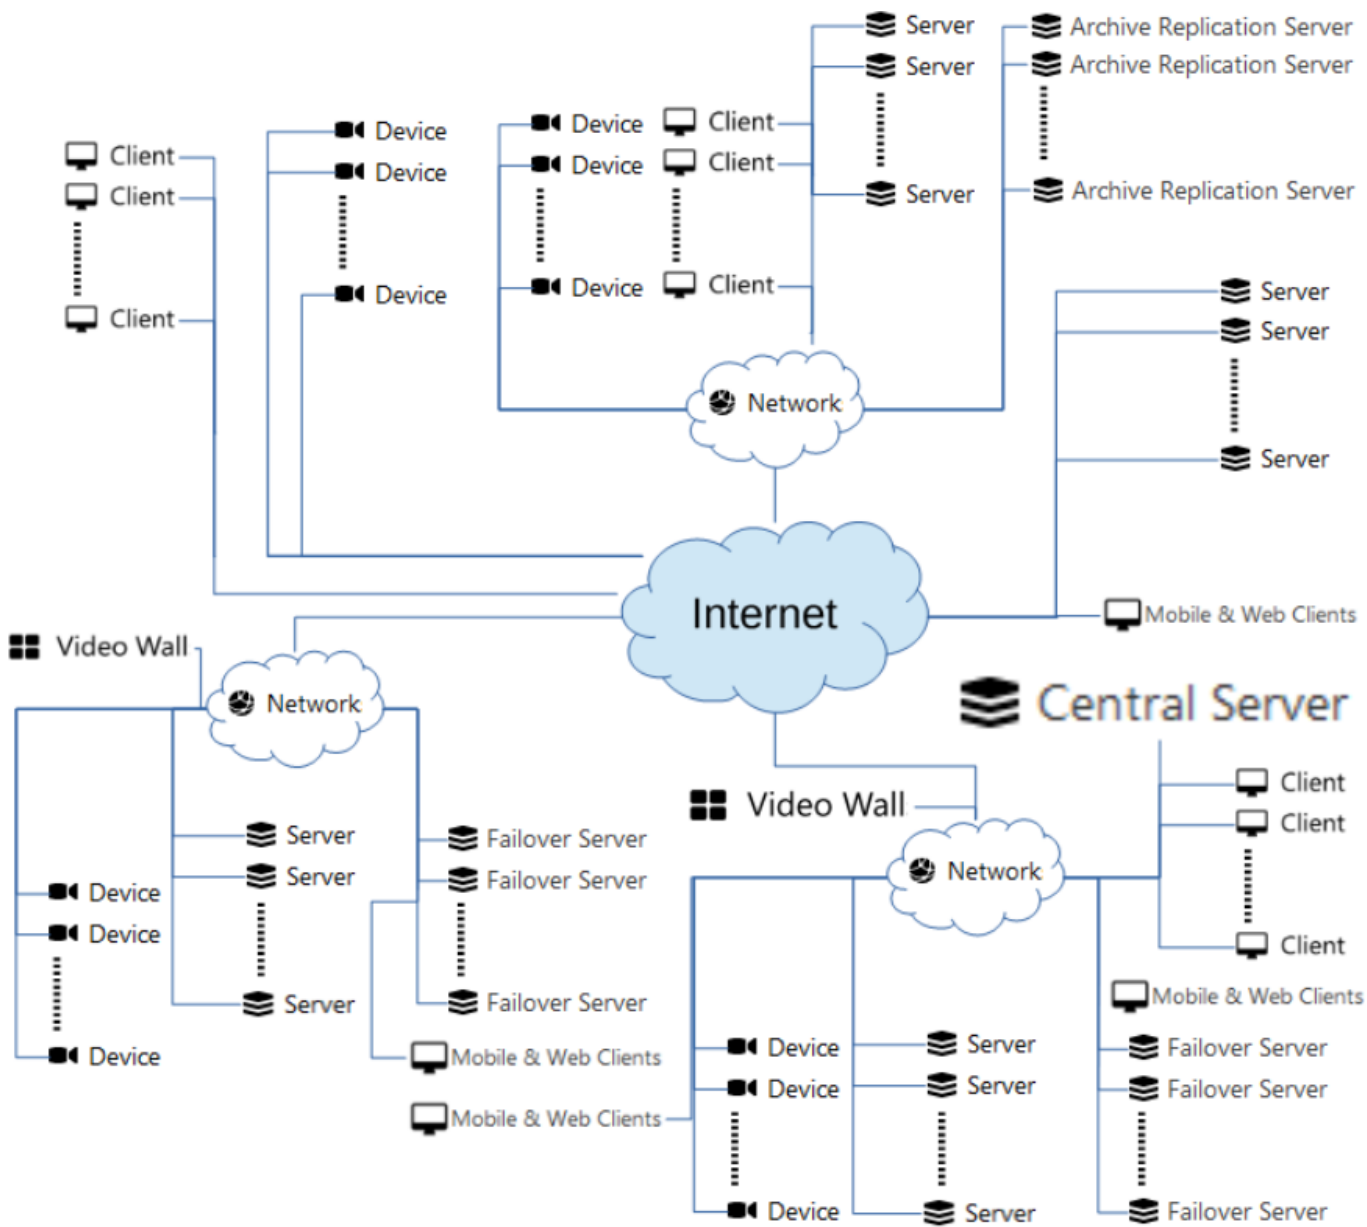 Server
Archive Replication Server
Server
Archive Replication Server
Device
Device
Client
Client
Device
Device
Client
Client
Server
Archive Replication Server
Device
Device
Client
Client
Server
Server
Network
Server
Internet
Mobile & Web Clients
Video Wall
Network
Central Server
Client
Video Wall
Client
Server
Failover Server
Network
Server
Failover Server
Device
Device
Client
Server
Failover Server
Mobile & Web Clients
Device
Mobile & Web Clients
Device
Server
Failover Server
Device
Server
Failover Server
Mobile & Web Clients
Device
Server
Failover Server